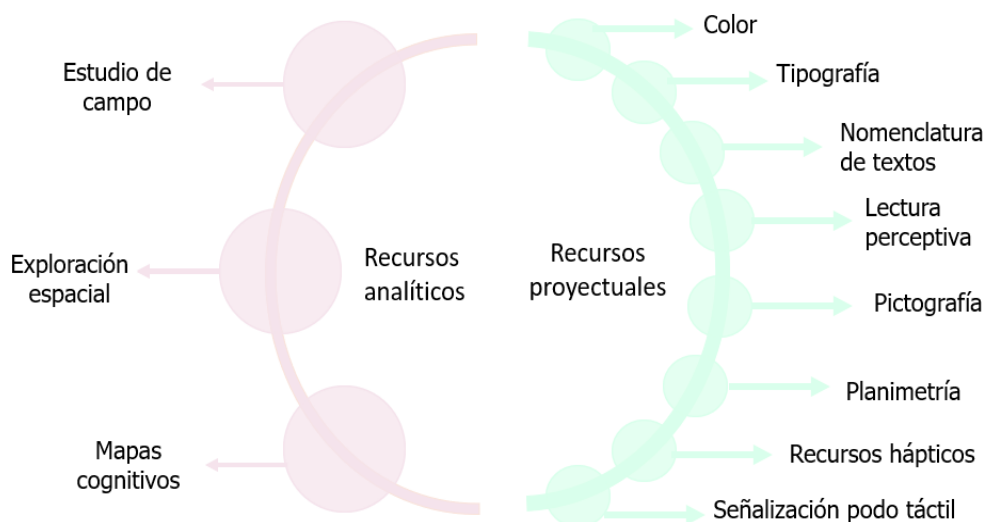 Estudio de
campo
Exploración
espacial
Mapas
cognitivos
Recursos
analíticos
Recursos
proyectuales
Color
Tipografía
Nomenclatura
de textos
Lectura
perceptiva
Pictografía
Planimetría
Recursos hápticos
Señalización podo táctil